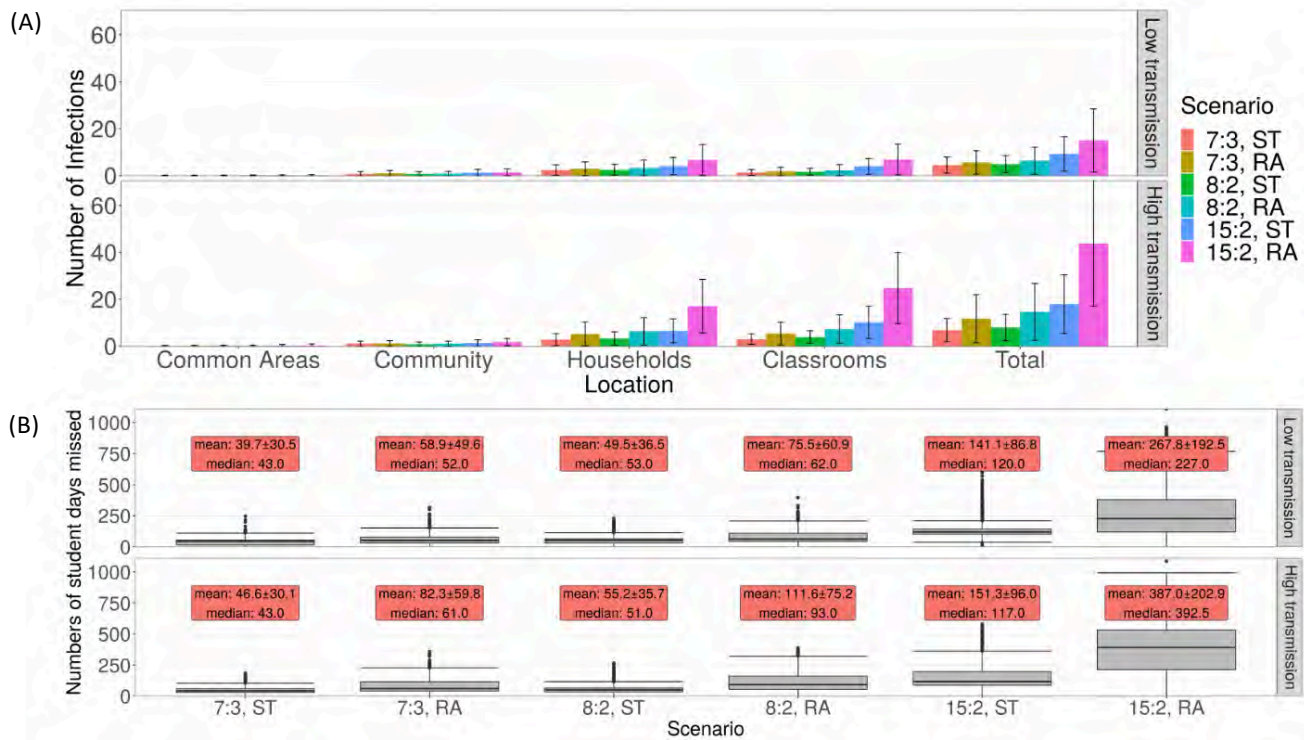 (A)
Number of Infections
60
40
20
0
Low transmission
60
40
20
0
High transmission
Common Areas Community Households Classrooms Total
Location
Scenario
7:3, ST
7:3, RA
8:2, ST
8:2, RA
15:2, ST
15:2, RA
(B)
Numbers of student days missed
1000
750
500
250
0
mean: 39.7±30.5
median: 43.0
mean: 58.9±49.6
median: 52.0
mean: 49.5±36.5
median: 53.0
mean: 75.5±60.9
median: 62.0
mean: 141.1±86.8
median: 120.0
mean: 267.8±192.5
median: 227.0
Low transmission
1000
750
500
250
0
mean: 46.6±30.1
median: 43.0
mean: 82.3±59.8
median: 61.0
mean: 55.2±35.7
median: 51.0
mean: 111.6±75.2
median: 93.0
mean: 151.3±96.0
median: 117.0
mean: 387.0±202.9
median: 392.5
High transmission
7:3, ST 7:3, RA 8:2, ST 8:2, RA 15:2, ST 15:2, RA
Scenario